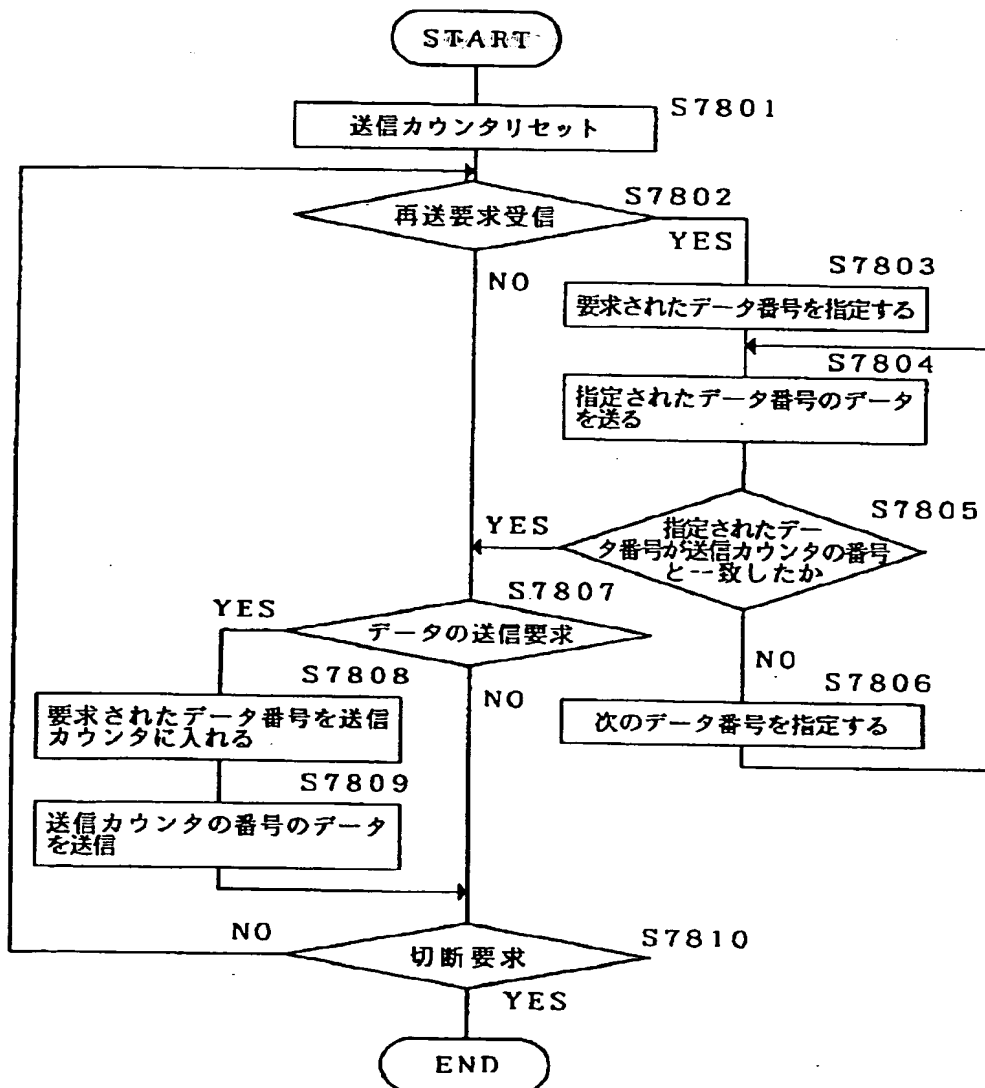 START
S7801
送信カウンタリセット
S7802
再送要求受信
YES
NO
S7803
要求されたデータ番号を指定する
S7804
指定されたデータ番号のデータ
を送る
S7805
指定されたデー
タ番号が送信カウンタの番号
と一致したか
YES
NO
S7806
次のデータ番号を指定する
S7807
データの送信要求
YES
NO
S7808
要求されたデータ番号を送信
カウンタに入れる
S7809
送信カウンタの番号のデータ
を送信
S7810
切断要求
NO
YES
END